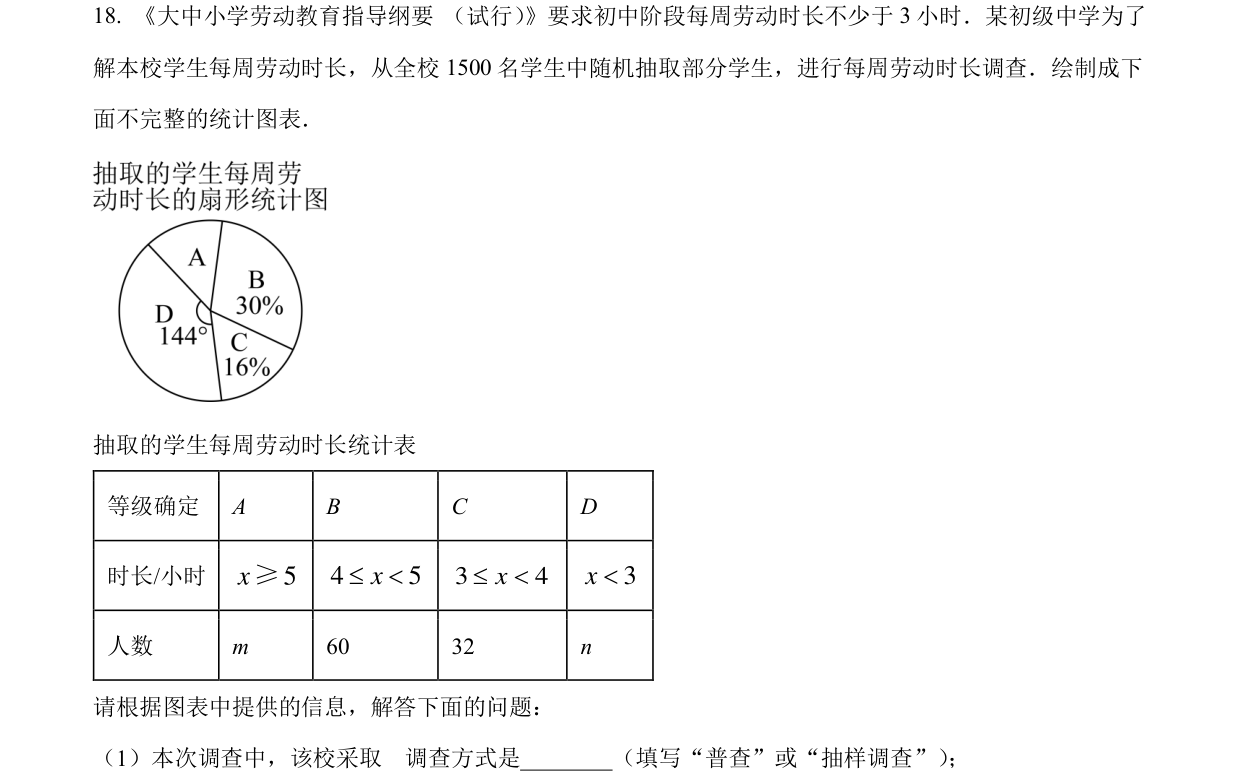 18. 《大中小学劳动教育指导纲要 （试行）》要求初中阶段每周劳动时长不少于 3 小时．某初级中学为了
解本校学生每周劳动时长，从全校 1500 名学生中随机抽取部分学生，进行每周劳动时长调查．绘制成下
面不完整的统计图表．
抽取的学生每周劳
动时长的扇形统计图
A
B
30%
D
144°
C
16%
抽取的学生每周劳动时长统计表
等级确定 A B C D
时长/小时 x⩾5 4≤x<5 3≤x<4 x<3
人数 m 60 32 n
请根据图表中提供的信息，解答下面的问题：
（1）本次调查中，该校采取 调查方式是________（填写“普查”或“抽样调查”）；